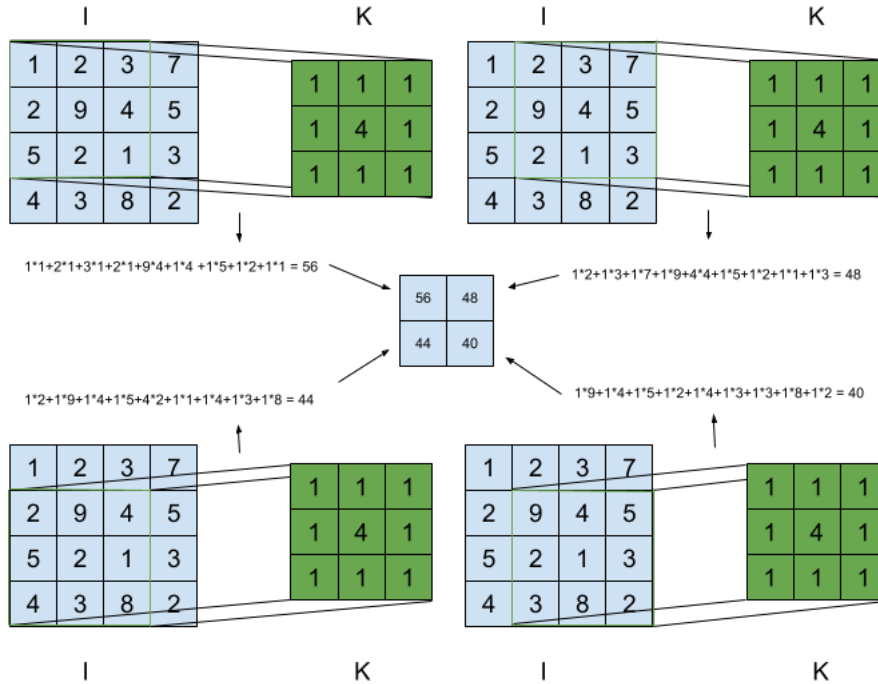 I K I K
1 2 3 7
2 9 4 5
5 2 1 3
4 3 8 2
1 1 1
1 4 1
1 1 1
1 2 3 7
2 9 4 5
5 2 1 3
4 3 8 2
1 1 1
1 4 1
1 1 1
1*1+2*1+3*1+2*1+9*4+1*4 +1*5+1*2+1*1 = 56
1*2+1*3+1*7+1*9+4*4+1*5+1*2+1*1+1*3 = 48
56 48
44 40
1*2+1*9+1*4+1*5+4*2+1*1+1*4+1*3+1*8 = 44
1*9+1*4+1*5+1*2+1*4+1*3+1*3+1*8+1*2 = 40
1 2 3 7
2 9 4 5
5 2 1 3
4 3 8 2
1 1 1
1 4 1
1 1 1
1 2 3 7
2 9 4 5
5 2 1 3
4 3 8 2
1 1 1
1 4 1
1 1 1
I K I K